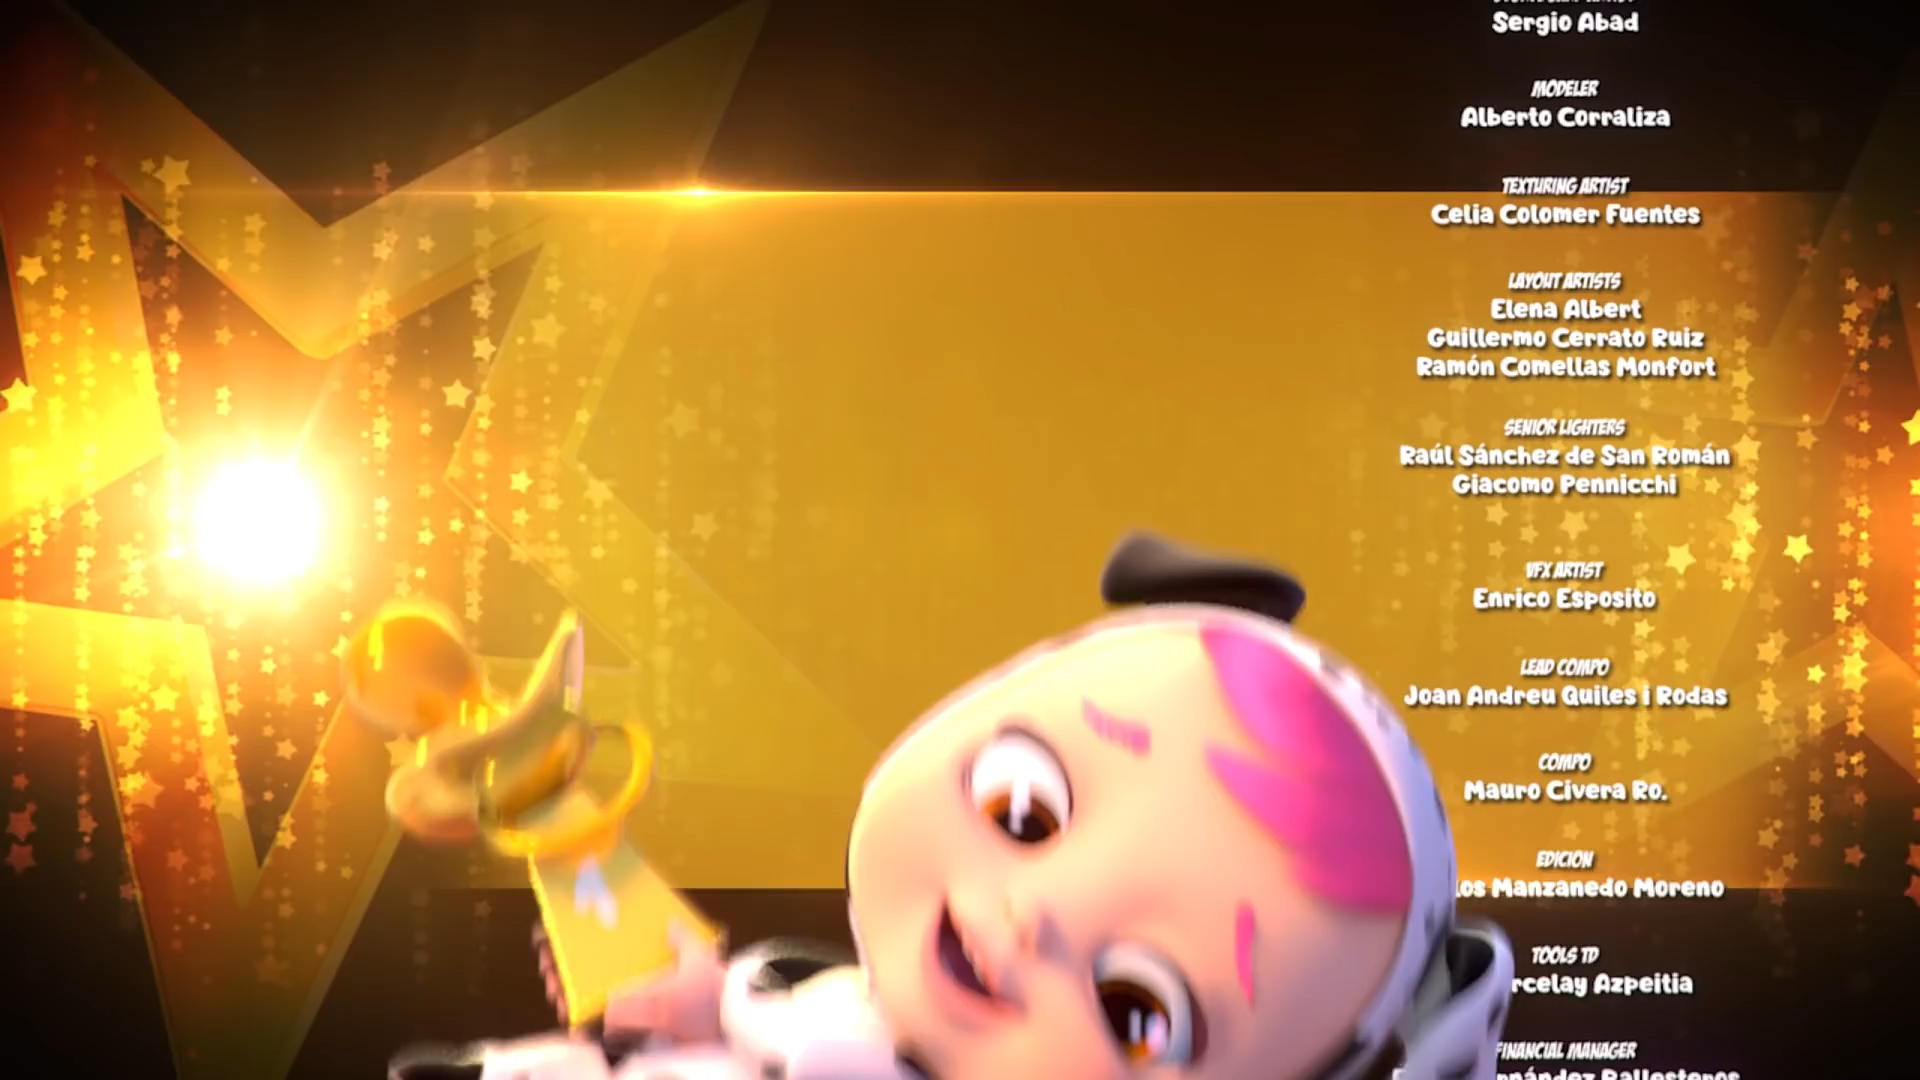 Sergio Abad
MODELER
Alberto Corraliza
TEXTURING ARTIST
Celia Colomer Fuentes
LAYOUT ARTISTS
Elena Albert
Guillermo Cerrato Ruiz
Ramón Comellas Monfort
SENIOR LIGHTERS
Raúl Sánchez de San Román
Giacomo Pennicchi
VFX ARTIST
Enrico Esposito
LEAD COMPO
Joan Andreu Quiles i Rodas
COMPO
Mauro Civera Ro.
EDICION
Manzanedo Moreno
TOOLS TD
Azpeitia
FINANCIAL MANAGER
Ballesteros